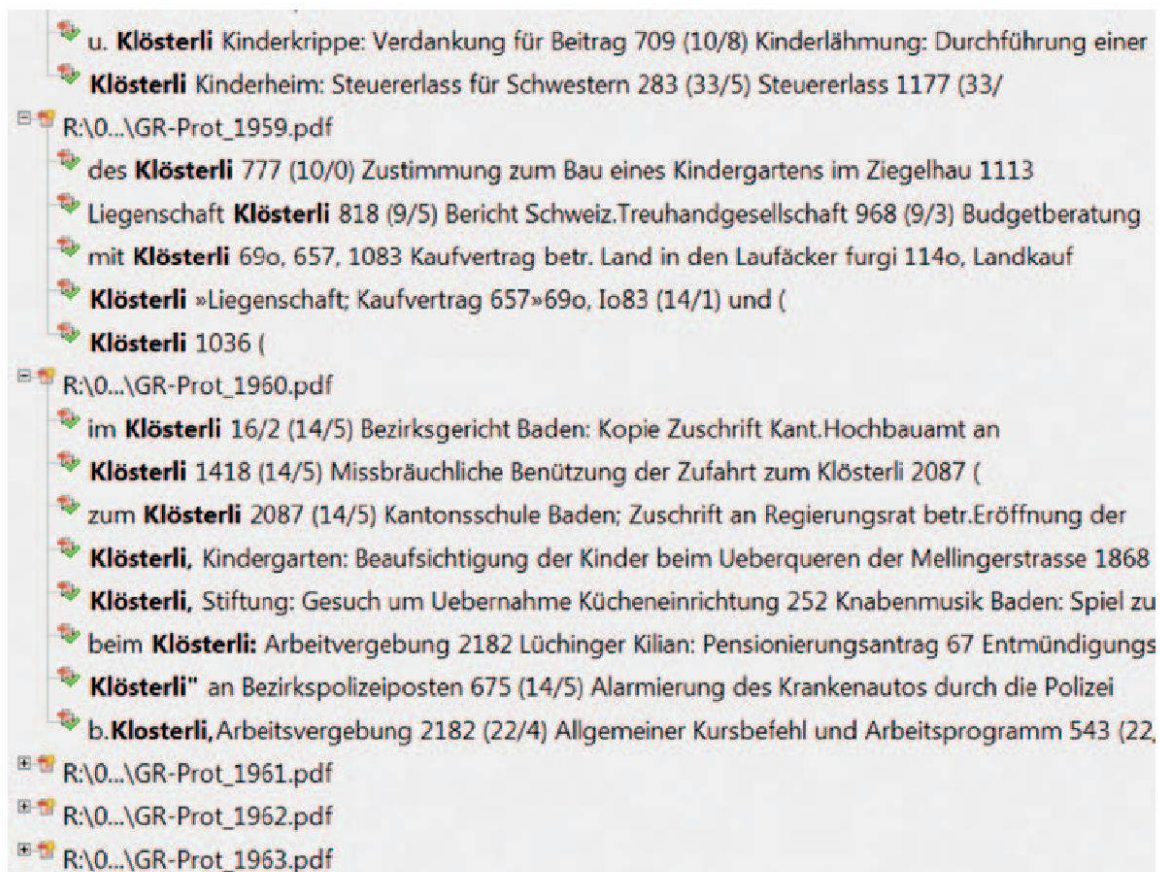 u. Klösterli Kinderkrippe: Verdankung für Beitrag 709 (10/8) Kinderlähmung: Durchführung einer
Klösterli Kinderheim: Steuererlass für Schwestern 283 (33/5) Steuererlass 1177 (33/
R:\0...\GR-Prot_1959.pdf
des Klösterli 777 (10/0) Zustimmung zum Bau eines Kindergartens im Ziegelhau 1113
Liegenschaft Klösterli 818 (9/5) Bericht Schweiz.Treuhandgesellschaft 968 (9/3) Budgetberatung
mit Klösterli 69o, 657, 1083 Kaufvertrag betr. Land in den Laufäcker furgi 114o, Landkauf
Klösterli »Liegenschaft; Kaufvertrag 657»69o, Io83 (14/1) und (
Klösterli 1036 (
R:\0...\GR-Prot_1960.pdf
im Klösterli 16/2 (14/5) Bezirksgericht Baden: Kopie Zuschrift Kant.Hochbauamt an
Klösterli 1418 (14/5) Missbräuchliche Benützung der Zufahrt zum Klösterli 2087 (
zum Klösterli 2087 (14/5) Kantonsschule Baden; Zuschrift an Regierungsrat betr.Eröffnung der
Klösterli, Kindergarten: Beaufsichtigung der Kinder beim Ueberqueren der Mellingerstrasse 1868
Klösterli, Stiftung: Gesuch um Uebernahme Kücheneinrichtung 252 Knabenmusik Baden: Spiel zu
beim Klösterli: Arbeitvergebung 2182 Lüchinger Kilian: Pensionierungsantrag 67 Entmündigungs
Klösterli" an Bezirkspolizeiposten 675 (14/5) Alarmierung des Krankenautos durch die Polizei
b.Klosterli,Arbeitsvergebung 2182 (22/4) Allgemeiner Kursbefehl und Arbeitsprogramm 543 (22,
R:\0...\GR-Prot_1961.pdf
R:\0...\GR-Prot_1962.pdf
R:\0...\GR-Prot_1963.pdf